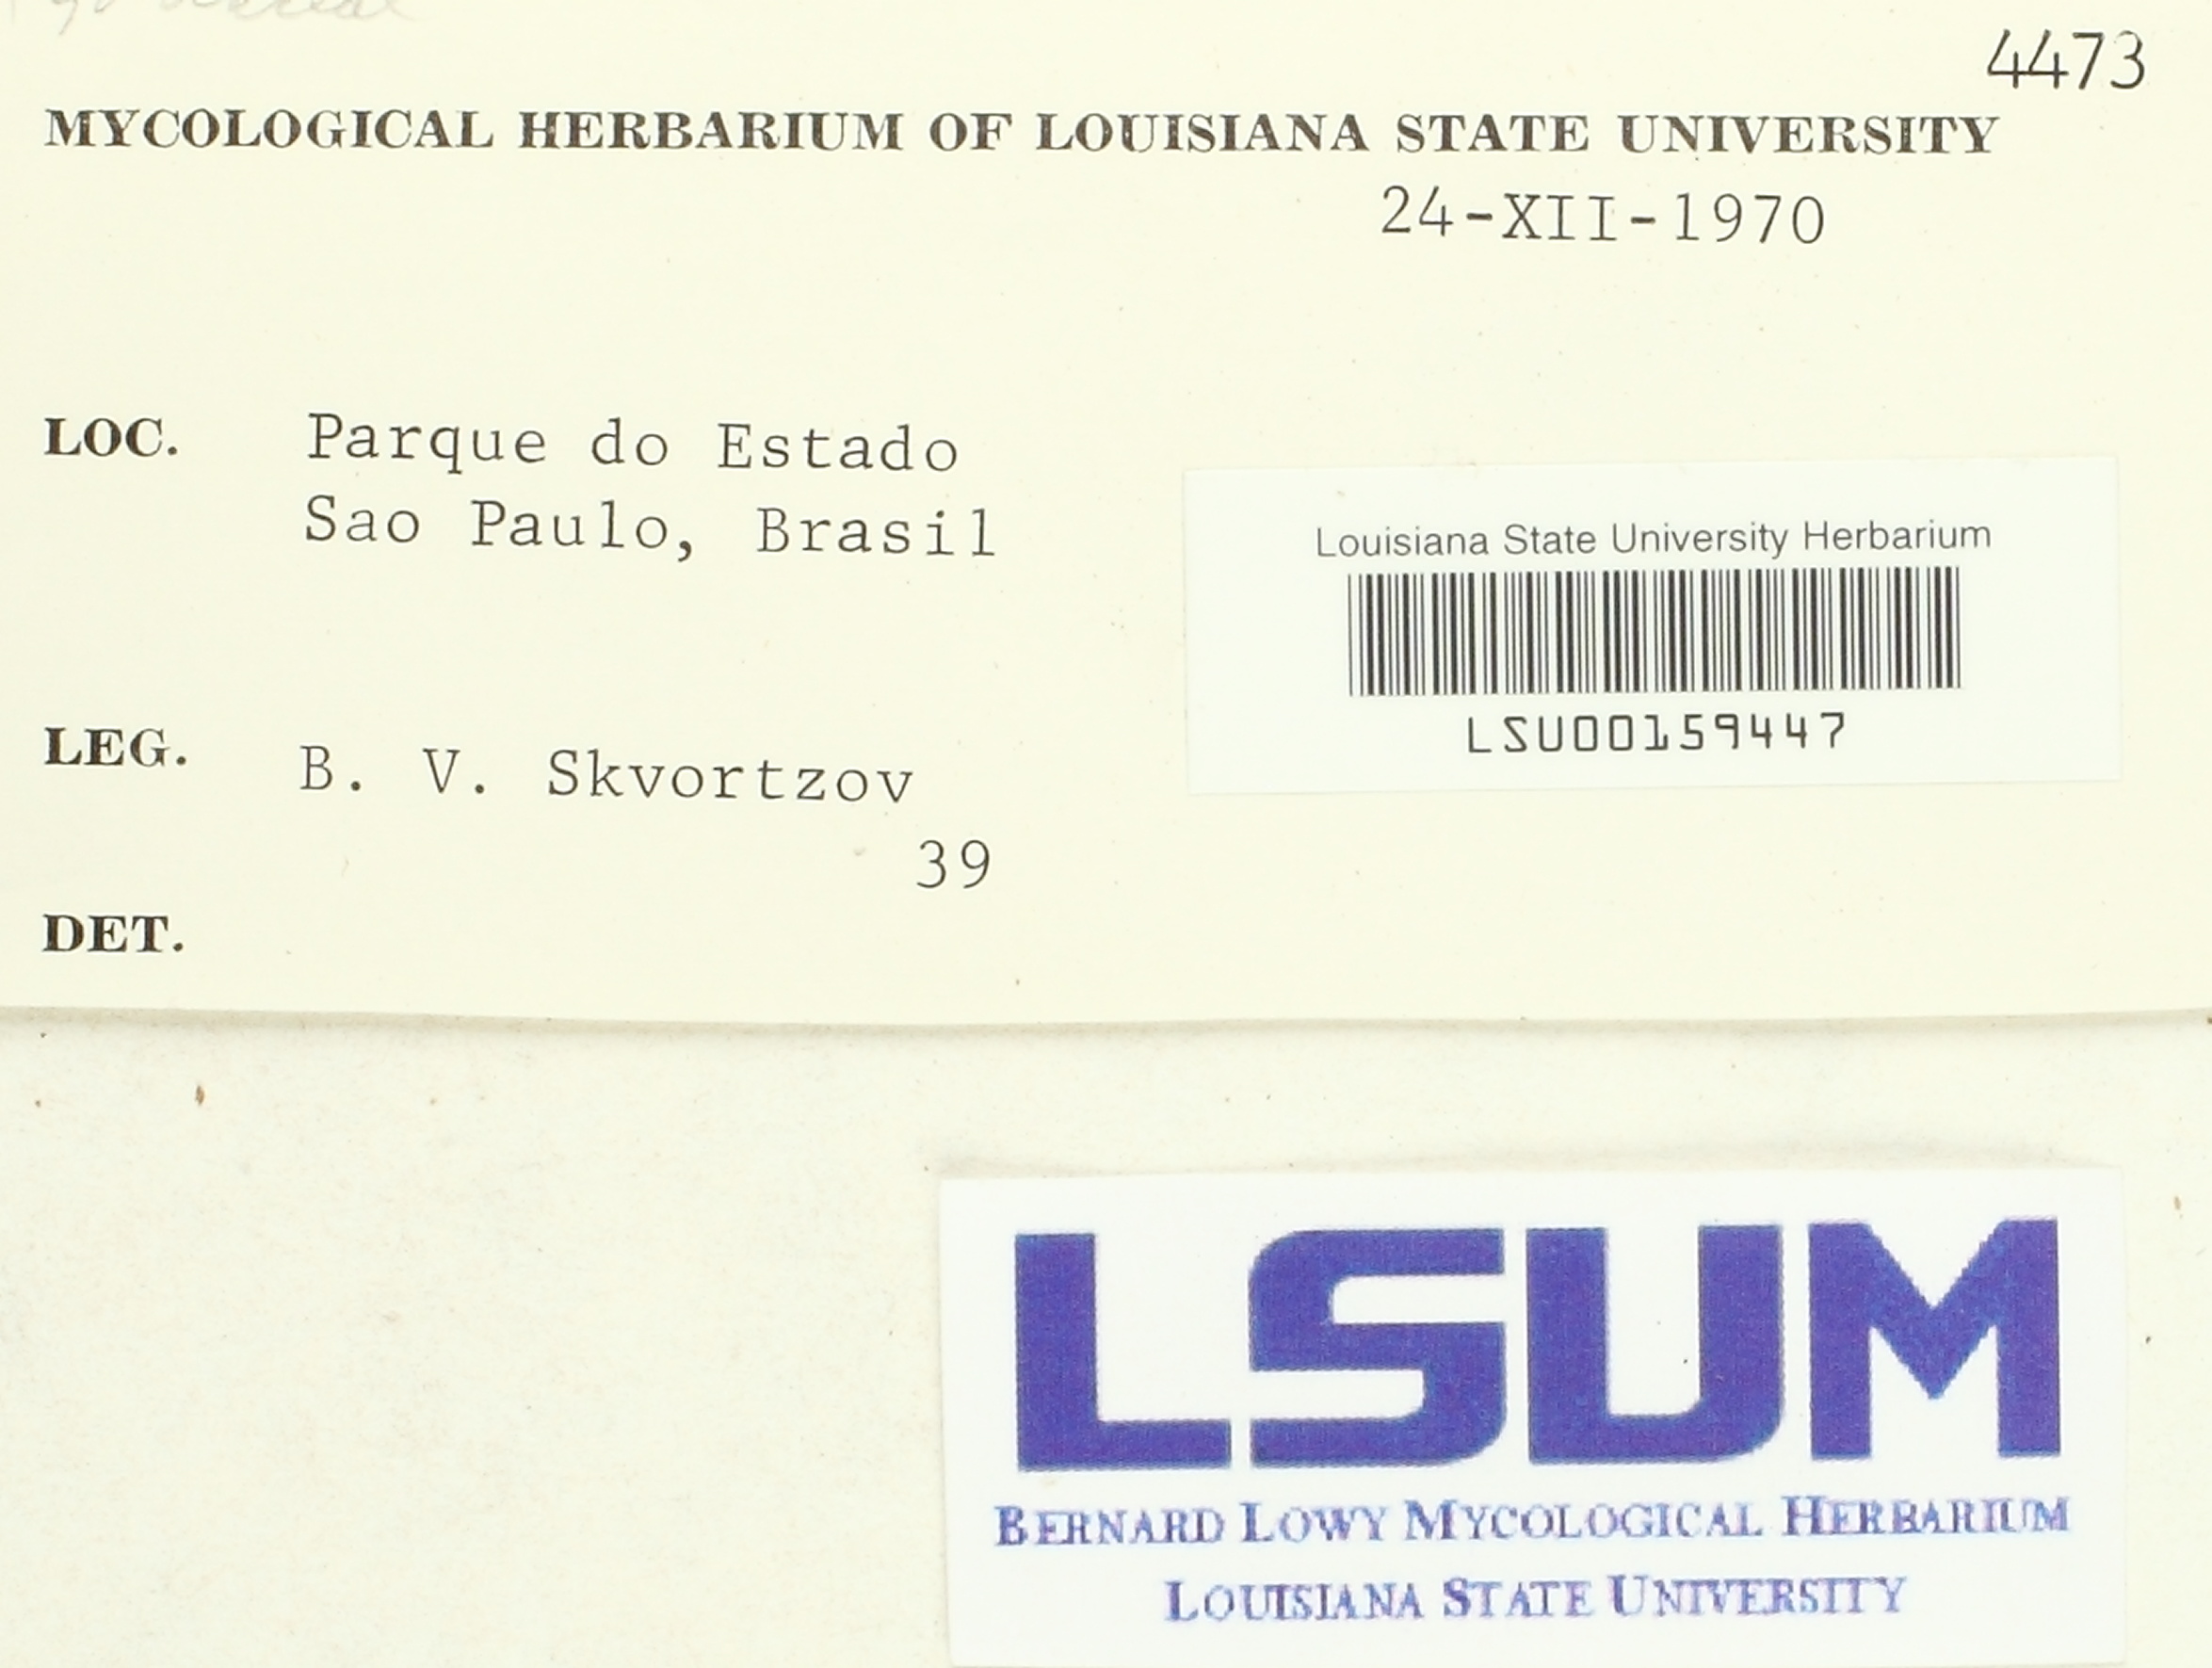 4473
MYCOLOGICAL HERBARIUM OF LOUISIANA STATE UNIVERSITY
24-XII-1970
LOC. Parque do Estado
Sao Paulo, Brasil
Louisiana State University Herbarium
LSU00159447
LEG. B. V. Skvortzov
39
DET.
LSUM
BERNARD LOWY MYCOLOGICAL HERBARIUM
LOUISIANA STATE UNIVERSITY